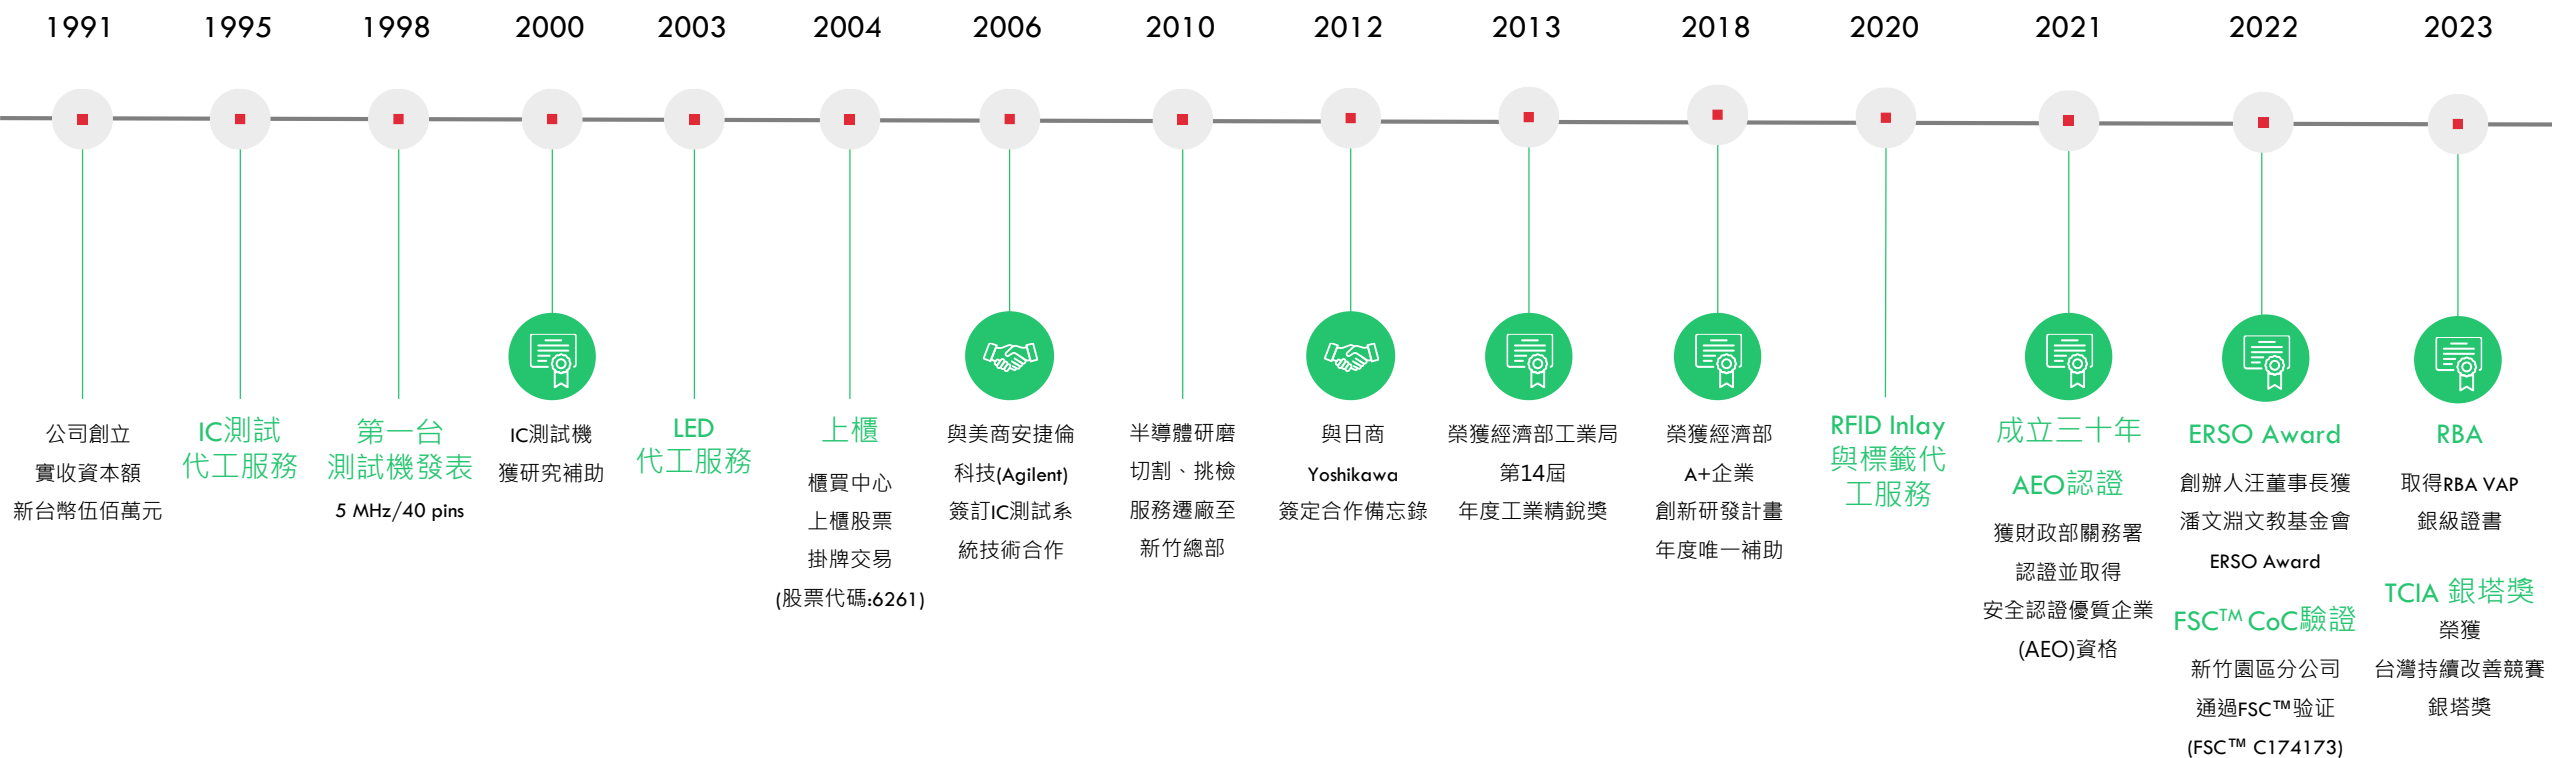 1991
公司創立
實收資本額
新台幣伍佰萬元
1995
IC測試
代工服務
1998
第一台
測試機發表
5 MHz/40 pins
2000
IC測試機
獲研究補助
2003
LED
代工服務
2004
上櫃
櫃買中心
上櫃股票
掛牌交易
(股票代碼:6261)
2006
與美商安捷倫
科技(Agilent)
簽訂IC測試系
統技術合作
2010
半導體研磨
切割、挑檢
服務遷廠至
新竹總部
2012
與日商
Yoshikawa
簽定合作備忘錄
2013
榮獲經濟部工業局
第14屆
年度工業精銳獎
2018
榮獲經濟部
A+企業
創新研發計畫
年度唯一補助
2020
RFID Inlay
與標籤代
工服務
2021
成立三十年
AEO認證
獲財政部關務署
認證並取得
安全認證優質企業
(AEO)資格
2022
ERSO Award
創辦人汪董事長獲
潘文淵文教基金會
ERSO Award
FSC™ CoC驗證
新竹園區分公司
通過FSC™验证
(FSC™ C174173)
2023
RBA
取得RBA VAP
銀級證書
TCIA 銀塔獎
榮獲
台灣持續改善競賽
銀塔獎